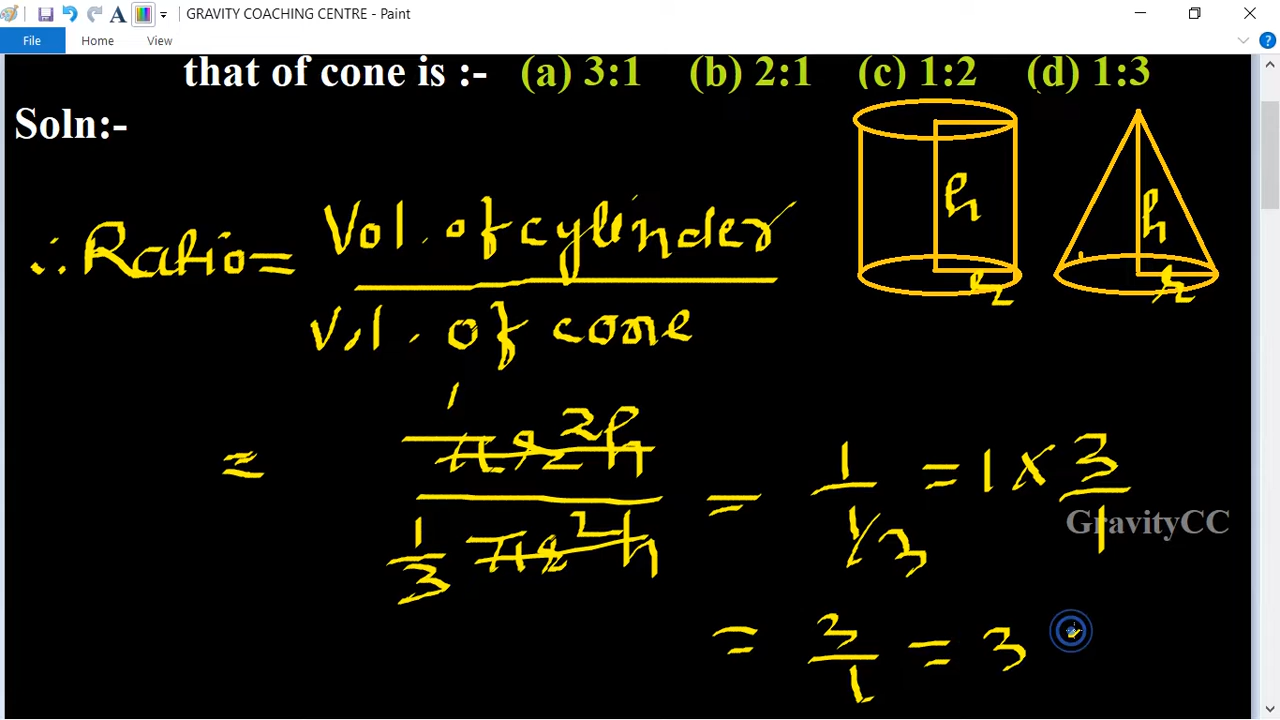 GRAVITY COACHING CENTRE - Paint
File Home View
that of cone is :- (a) 3:1 (b) 2:1 (c) 1:2 (d) 1:3
Soln:-
∴ Ratio = Vol. of cylinder / Vol. of cone
h
r
h
r
= 1 πr²h / 1/3 πr²h = 1 / 1/3 = 1 × 3/1
GravityCC
= 3/1 = 3